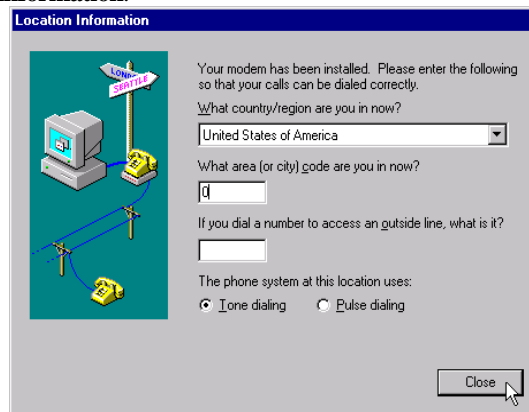 Location Information
LONDON
SEATTLE
Your modem has been installed. Please enter the following
so that your calls can be dialed correctly.
What country/region are you in now?
United States of America
What area (or city) code are you in now?
0
If you dial a number to access an outside line, what is it?
The phone system at this location uses:
Tone dialing
Pulse dialing
Close